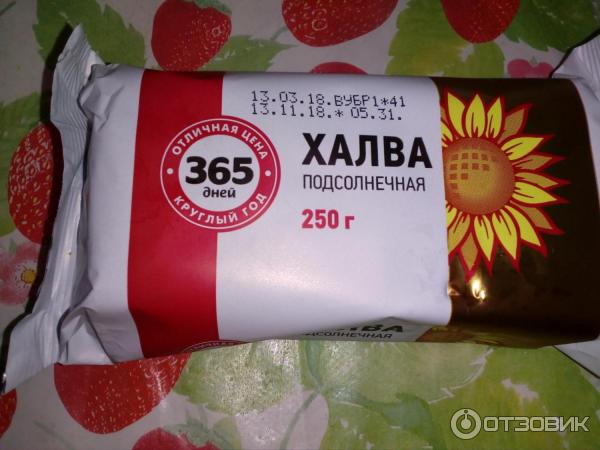 13.03.18.ВУБР1*41
13.11.18.* 05.31.
ОТЛИЧНАЯ ЦЕНА
365
дней
КРУГЛЫЙ ГОД
ХАЛВА
ПОДСОЛНЕЧНАЯ
250 г
ПОДСОЛНЕЧНАЯ
ОТЗОВИК